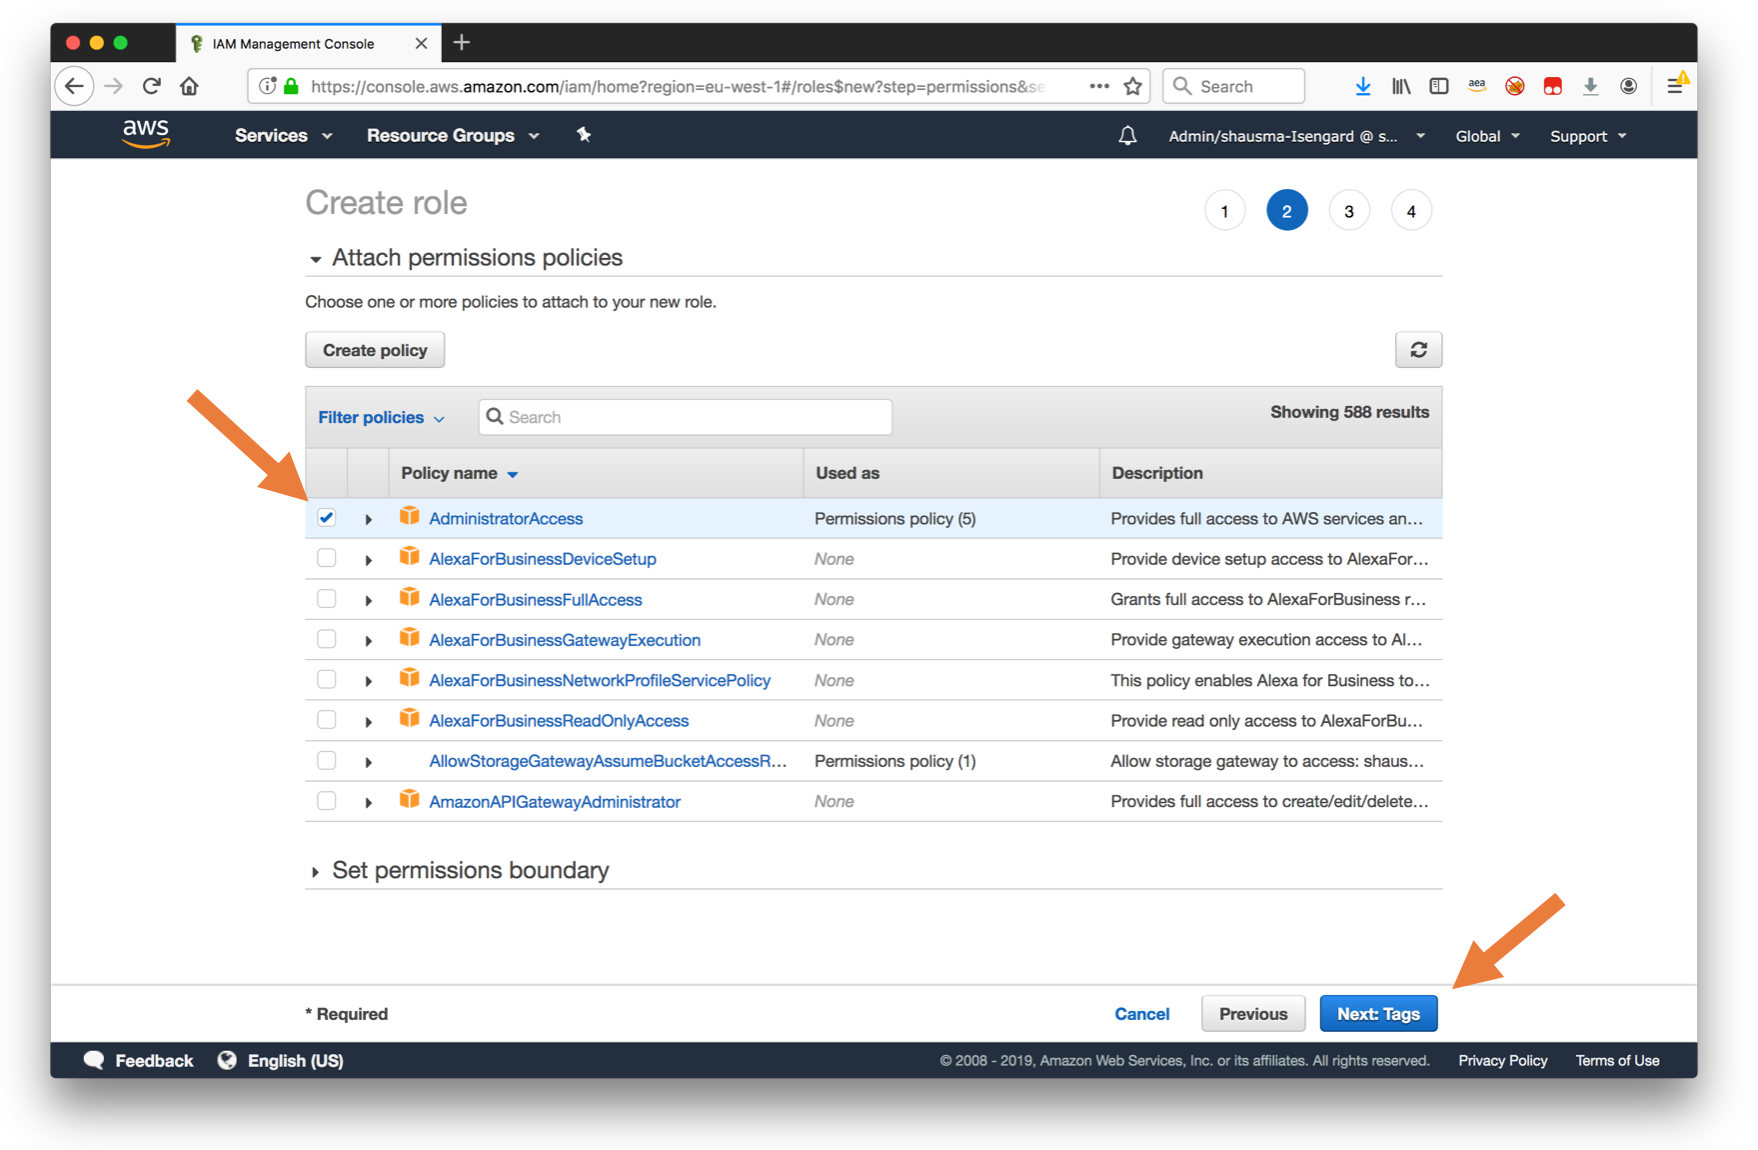 IAM Management Console
https://console.aws.amazon.com/iam/home?region=eu-west-1#/roles$new?step=permissions&se
Search
aea
aws
Services
Resource Groups
Admin/shausma-Isengard @ s...
Global
Support
Create role
1 2 3 4
Attach permissions policies
Choose one or more policies to attach to your new role.
Create policy
Filter policies
Search
Showing 588 results
Policy name Used as Description
AdministratorAccess Permissions policy (5) Provides full access to AWS services an…
AlexaForBusinessDeviceSetup None Provide device setup access to AlexaFor…
AlexaForBusinessFullAccess None Grants full access to AlexaForBusiness r…
AlexaForBusinessGatewayExecution None Provide gateway execution access to Al…
AlexaForBusinessNetworkProfileServicePolicy None This policy enables Alexa for Business to…
AlexaForBusinessReadOnlyAccess None Provide read only access to AlexaForBu…
AllowStorageGatewayAssumeBucketAccessR… Permissions policy (1) Allow storage gateway to access: shaus…
AmazonAPIGatewayAdministrator None Provides full access to create/edit/delete…
Set permissions boundary
* Required
Cancel
Previous
Next: Tags
Feedback
English (US)
© 2008 - 2019, Amazon Web Services, Inc. or its affiliates. All rights reserved.
Privacy Policy
Terms of Use